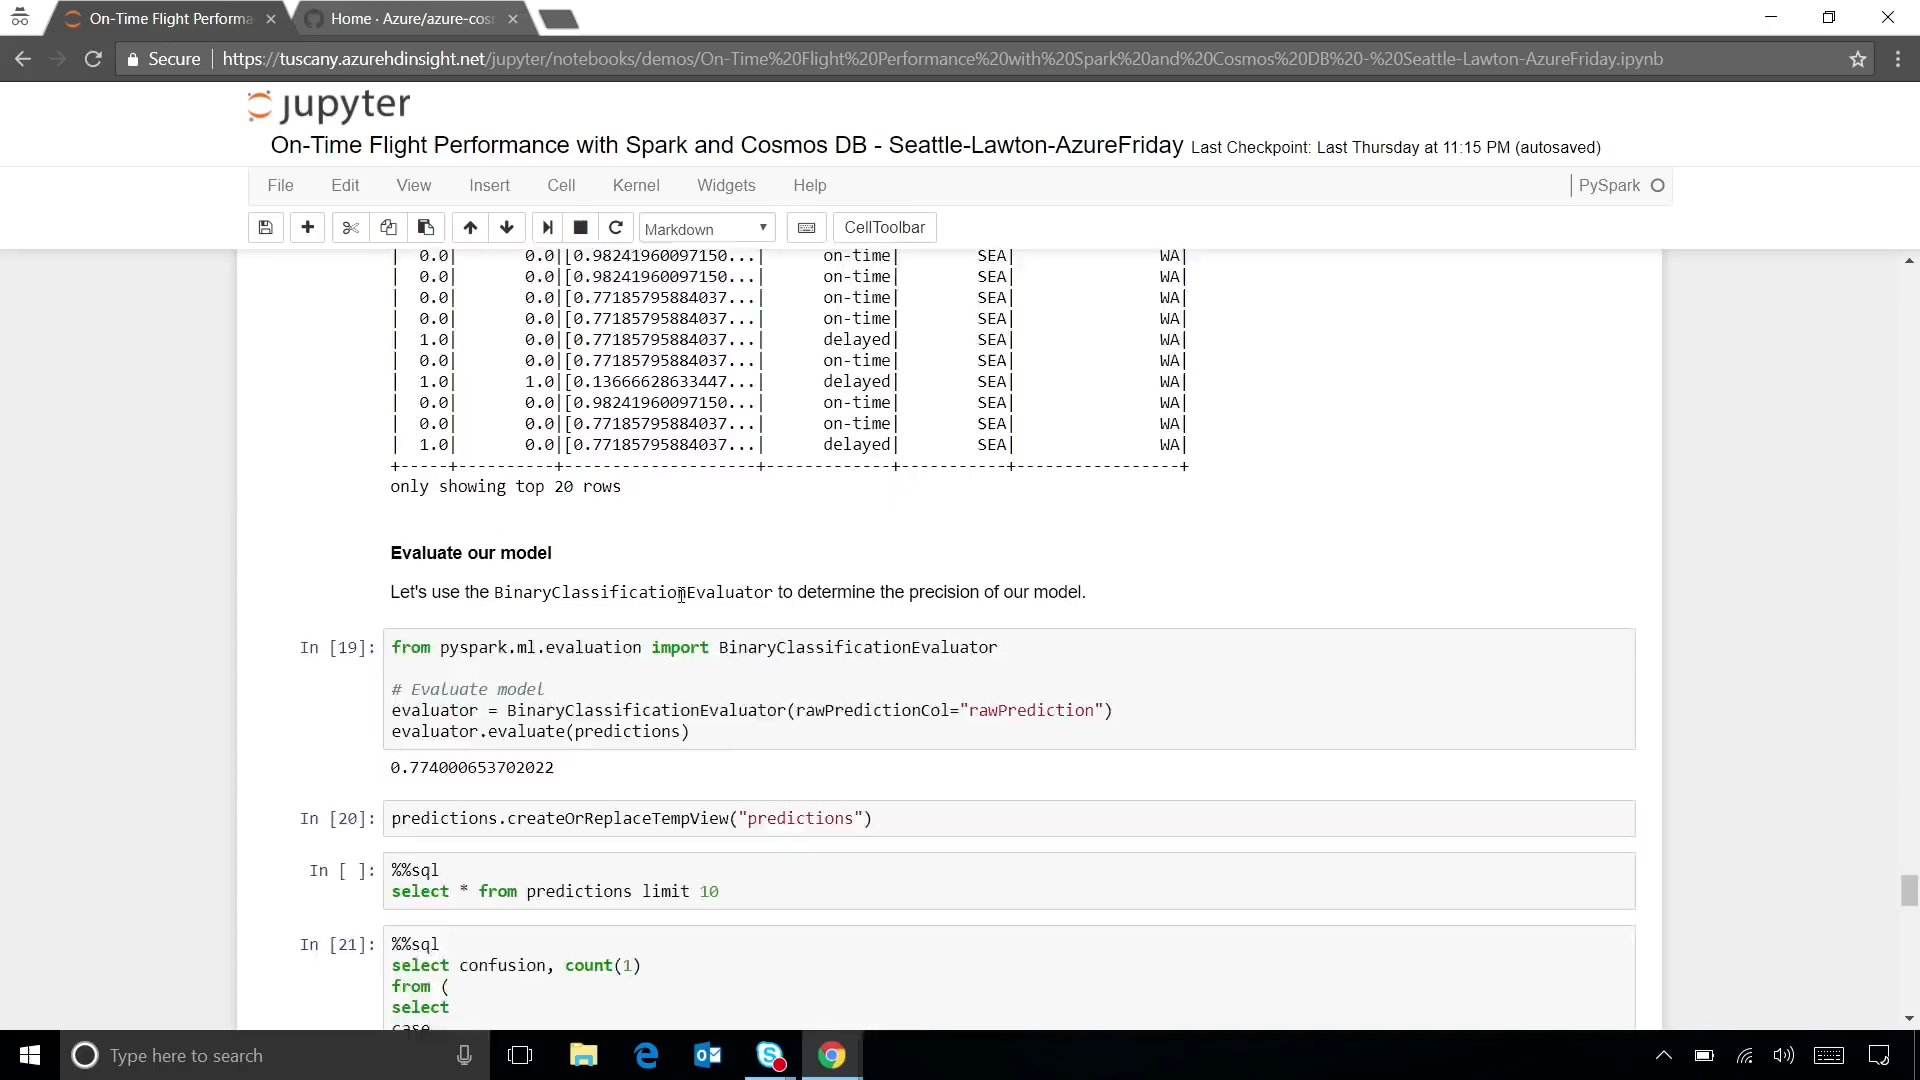 On-Time Flight Performa
Home · Azure/azure-cos
Secure
https://tuscany.azurehdinsight.net/jupyter/notebooks/demos/On-Time%20Flight%20Performance%20with%20Spark%20and%20Cosmos%20DB%20-%20Seattle-Lawton-AzureFriday.ipynb
jupyter
On-Time Flight Performance with Spark and Cosmos DB - Seattle-Lawton-AzureFriday Last Checkpoint: Last Thursday at 11:15 PM (autosaved)
File Edit View Insert Cell Kernel Widgets Help PySpark
Markdown CellToolbar
| 0.0| 0.0|[0.98241960097150...| on-time| SEA| WA|
| 0.0| 0.0|[0.98241960097150...| on-time| SEA| WA|
| 0.0| 0.0|[0.77185795884037...| on-time| SEA| WA|
| 0.0| 0.0|[0.77185795884037...| on-time| SEA| WA|
| 1.0| 0.0|[0.77185795884037...| delayed| SEA| WA|
| 0.0| 0.0|[0.77185795884037...| on-time| SEA| WA|
| 1.0| 1.0|[0.13666628633447...| delayed| SEA| WA|
| 0.0| 0.0|[0.98241960097150...| on-time| SEA| WA|
| 0.0| 0.0|[0.77185795884037...| on-time| SEA| WA|
| 1.0| 0.0|[0.77185795884037...| delayed| SEA| WA|
+-----+----------+--------------------+-------------+-----------+-----------------+
only showing top 20 rows
Evaluate our model
Let's use the BinaryClassificationEvaluator to determine the precision of our model.
In [19]: from pyspark.ml.evaluation import BinaryClassificationEvaluator
# Evaluate model
evaluator = BinaryClassificationEvaluator(rawPredictionCol="rawPrediction")
evaluator.evaluate(predictions)
0.774000653702022
In [20]: predictions.createOrReplaceTempView("predictions")
In [ ]: %%sql
select * from predictions limit 10
In [21]: %%sql
select confusion, count(1)
from (
select
case
Type here to search